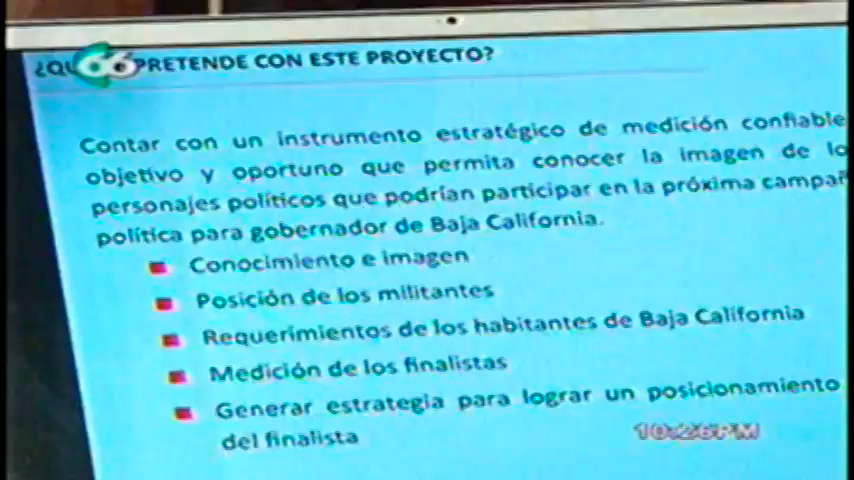 PRETENDE CON ESTE PROYECTO?
Contar con un instrumento estratégico de medición confiable
objetivo y oportuno que permita conocer la imagen de
personajes políticos que podrían participar en la próxima
política para gobernador de Baja California.
Conocimiento e imagen
Posición de los militantes
Requerimientos de los habitantes de Baja California
Medición de los finalistas
Generar estrategia para lograr un posicionamiento
del finalista
10:26PM